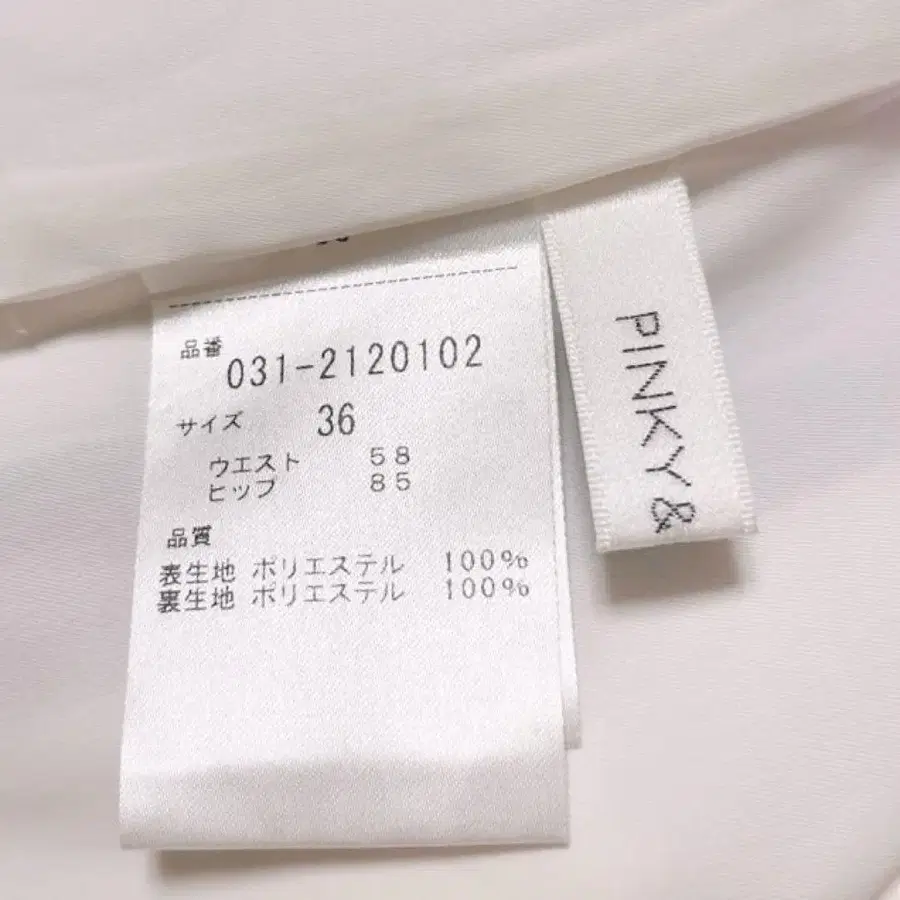 品番
031-2120102
サイズ 36
ウエスト 58
ヒップ 85
品質
表生地 ポリエステル 100%
裏生地 ポリエステル 100%
PINKY &